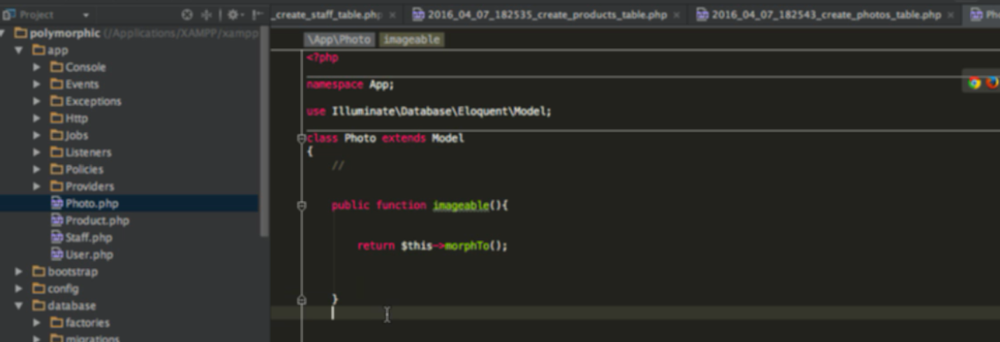 Project
_create_staff_table.php
2016_04_07_182535_create_products_table.php
2016_04_07_182543_create_photos_table.php
polymorphic (/Applications/XAMPP/xampp
app
Console
Events
Exceptions
Http
Jobs
Listeners
Policies
Providers
Photo.php
Product.php
Staff.php
User.php
bootstrap
config
database
factories
migrations
\App\Photo imageable
<?php
namespace App;
use Illuminate\Database\Eloquent\Model;
class Photo extends Model
{
//
public function imageable(){
return $this->morphTo();
}